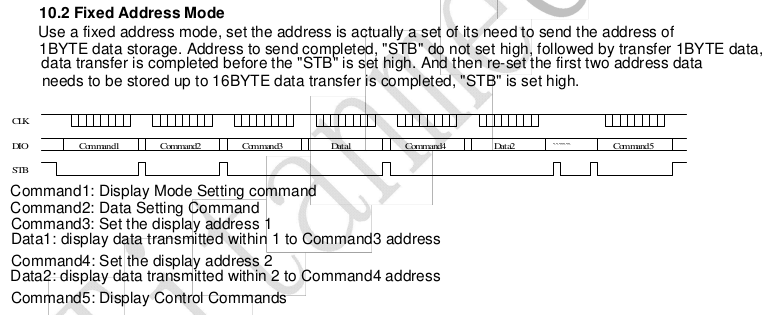 10.2 Fixed Address Mode
Use a fixed address mode, set the address is actually a set of its need to send the address of
1BYTE data storage. Address to send completed, "STB" do not set high, followed by transfer 1BYTE data,
data transfer is completed before the "STB" is set high. And then re-set the first two address data
needs to be stored up to 16BYTE data transfer is completed, "STB" is set high.
CLK
DIO Command1 Command2 Command3 Data1 Command4 Data2 Command5
STB
Command1: Display Mode Setting command
Command2: Data Setting Command
Command3: Set the display address 1
Data1: display data transmitted within 1 to Command3 address
Command4: Set the display address 2
Data2: display data transmitted within 2 to Command4 address
Command5: Display Control Commands